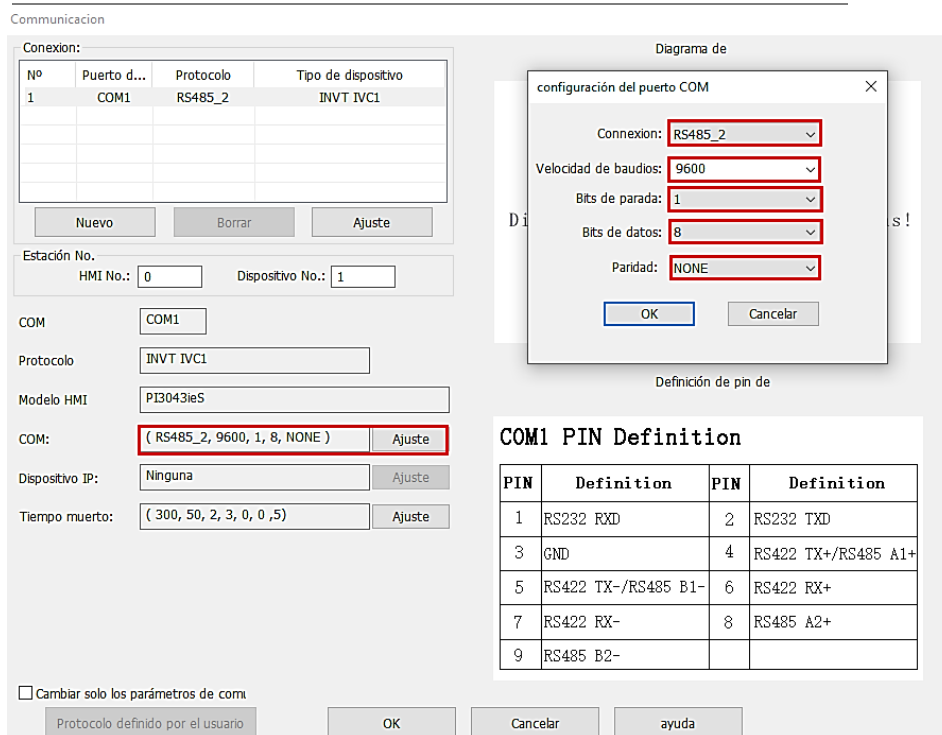 Communicacion
Conexion:
Nº Puerto d... Protocolo Tipo de dispositivo
1 COM1 RS485_2 INVT IVC1
Nuevo Borrar Ajuste
Estación No.
HMI No.: 0 Dispositivo No.: 1
COM COM1
Protocolo INVT IVC1
Modelo HMI PI3043ieS
COM: ( RS485_2, 9600, 1, 8, NONE ) Ajuste
Dispositivo IP: Ninguna Ajuste
Tiempo muerto: ( 300, 50, 2, 3, 0, 0 ,5) Ajuste
Cambiar solo los parámetros de comu
Protocolo definido por el usuario OK Cancelar ayuda
Diagrama de
Di s!
configuración del puerto COM
Connexion: RS485_2
Velocidad de baudios: 9600
Bits de parada: 1
Bits de datos: 8
Paridad: NONE
OK Cancelar
Definición de pin de
COM1 PIN Definition
PIN Definition PIN Definition
1 RS232 RXD 2 RS232 TXD
3 GND 4 RS422 TX+/RS485 A1+
5 RS422 TX-/RS485 B1- 6 RS422 RX+
7 RS422 RX- 8 RS485 A2+
9 RS485 B2-